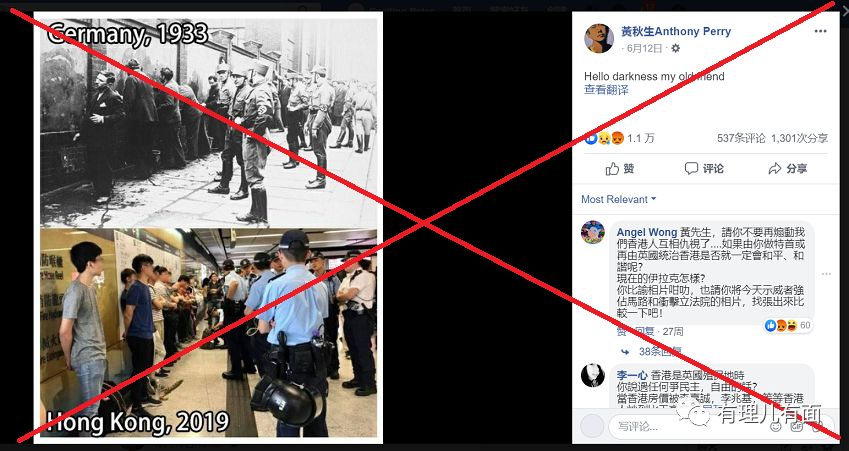 Germany, 1933
Hong Kong, 2019
黃秋生Anthony Perry
6月12日 ·
Hello darkness my old friend
查看翻译
1.1 万
537条评论 1,301次分享
赞 评论 分享
Most Relevant
Angel Wong 黃先生，請你不要再煽動我
們香港人互相仇視了....如果由你做特首或
再由英國統治香港是否就一定會和平、和
諧呢?
現在的伊拉克怎樣?
你比諭相片咁叻，也請你將今天示威者強
佔馬路和衝擊立法院的相片，找張出來比
較一下吧！
60
赞 · 回复 · 27周
38条回复
李一心 香港是英國殖民地時
你說過任何爭民主，自由的話?
當香港房價被李嘉誠，李兆基，等等香港
写评论...
有理儿有面